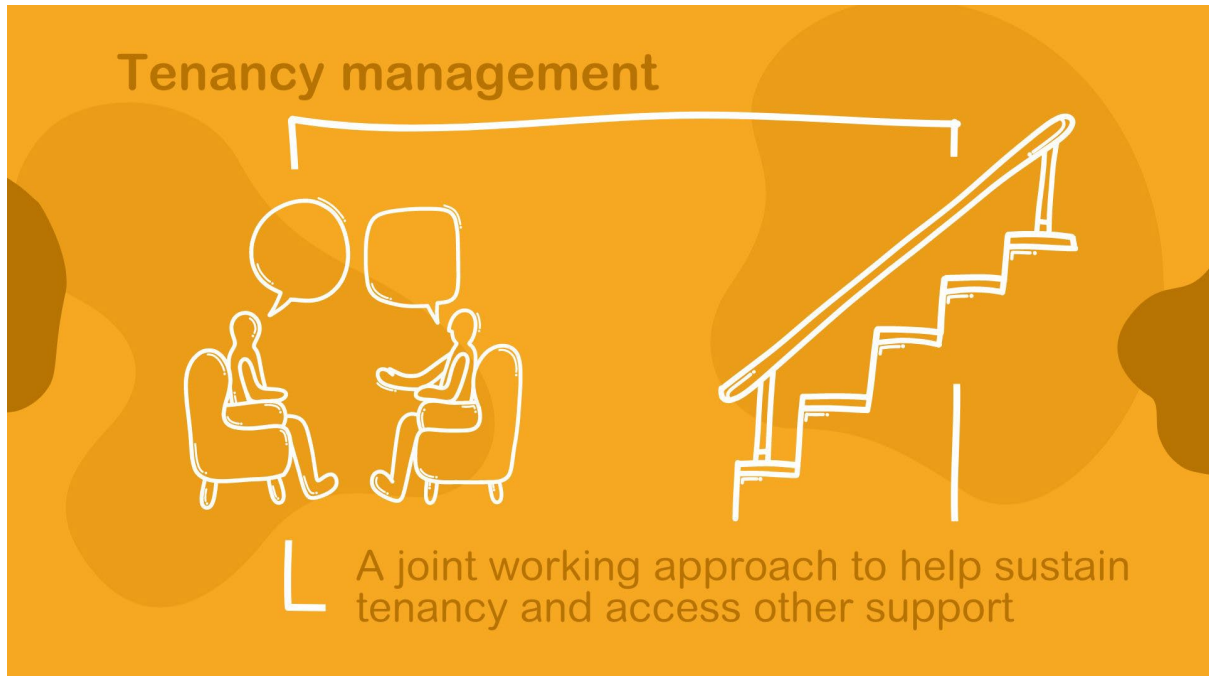 Tenancy management
A joint working approach to help sustain
tenancy and access other support